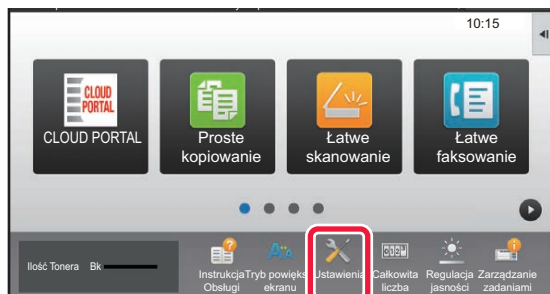 10:15
CLOUD
PORTAL
CLOUD PORTAL
Proste
kopiowanie
Łatwe
skanowanie
Łatwe
faksowanie
Ilość Tonera Bk
Instrukcja
Obsługi
Tryb powięks
ekranu
Ustawienia
Całkowita
liczba
Regulacja
jasności
Zarządzanie
zadaniami